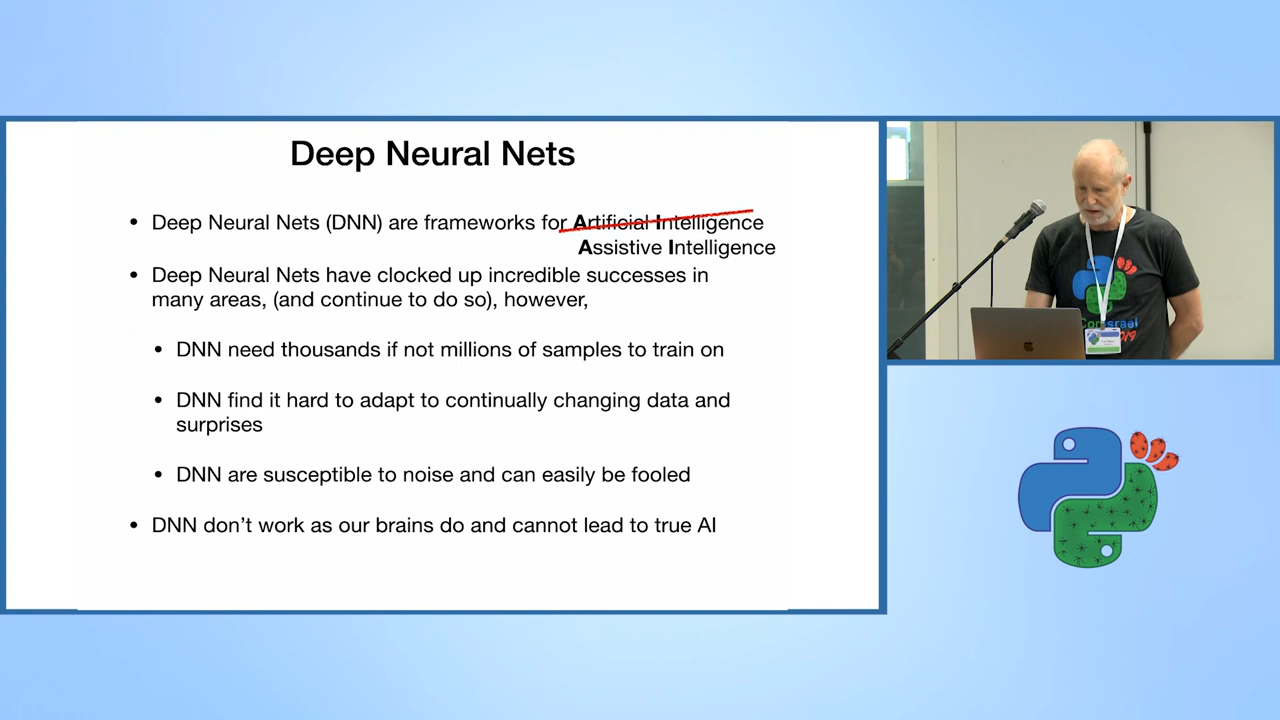 Deep Neural Nets
• Deep Neural Nets (DNN) are frameworks for Artificial Intelligence
Assistive Intelligence
• Deep Neural Nets have clocked up incredible successes in
many areas, (and continue to do so), however,
• DNN need thousands if not millions of samples to train on
• DNN find it hard to adapt to continually changing data and
surprises
• DNN are susceptible to noise and can easily be fooled
• DNN don’t work as our brains do and cannot lead to true AI